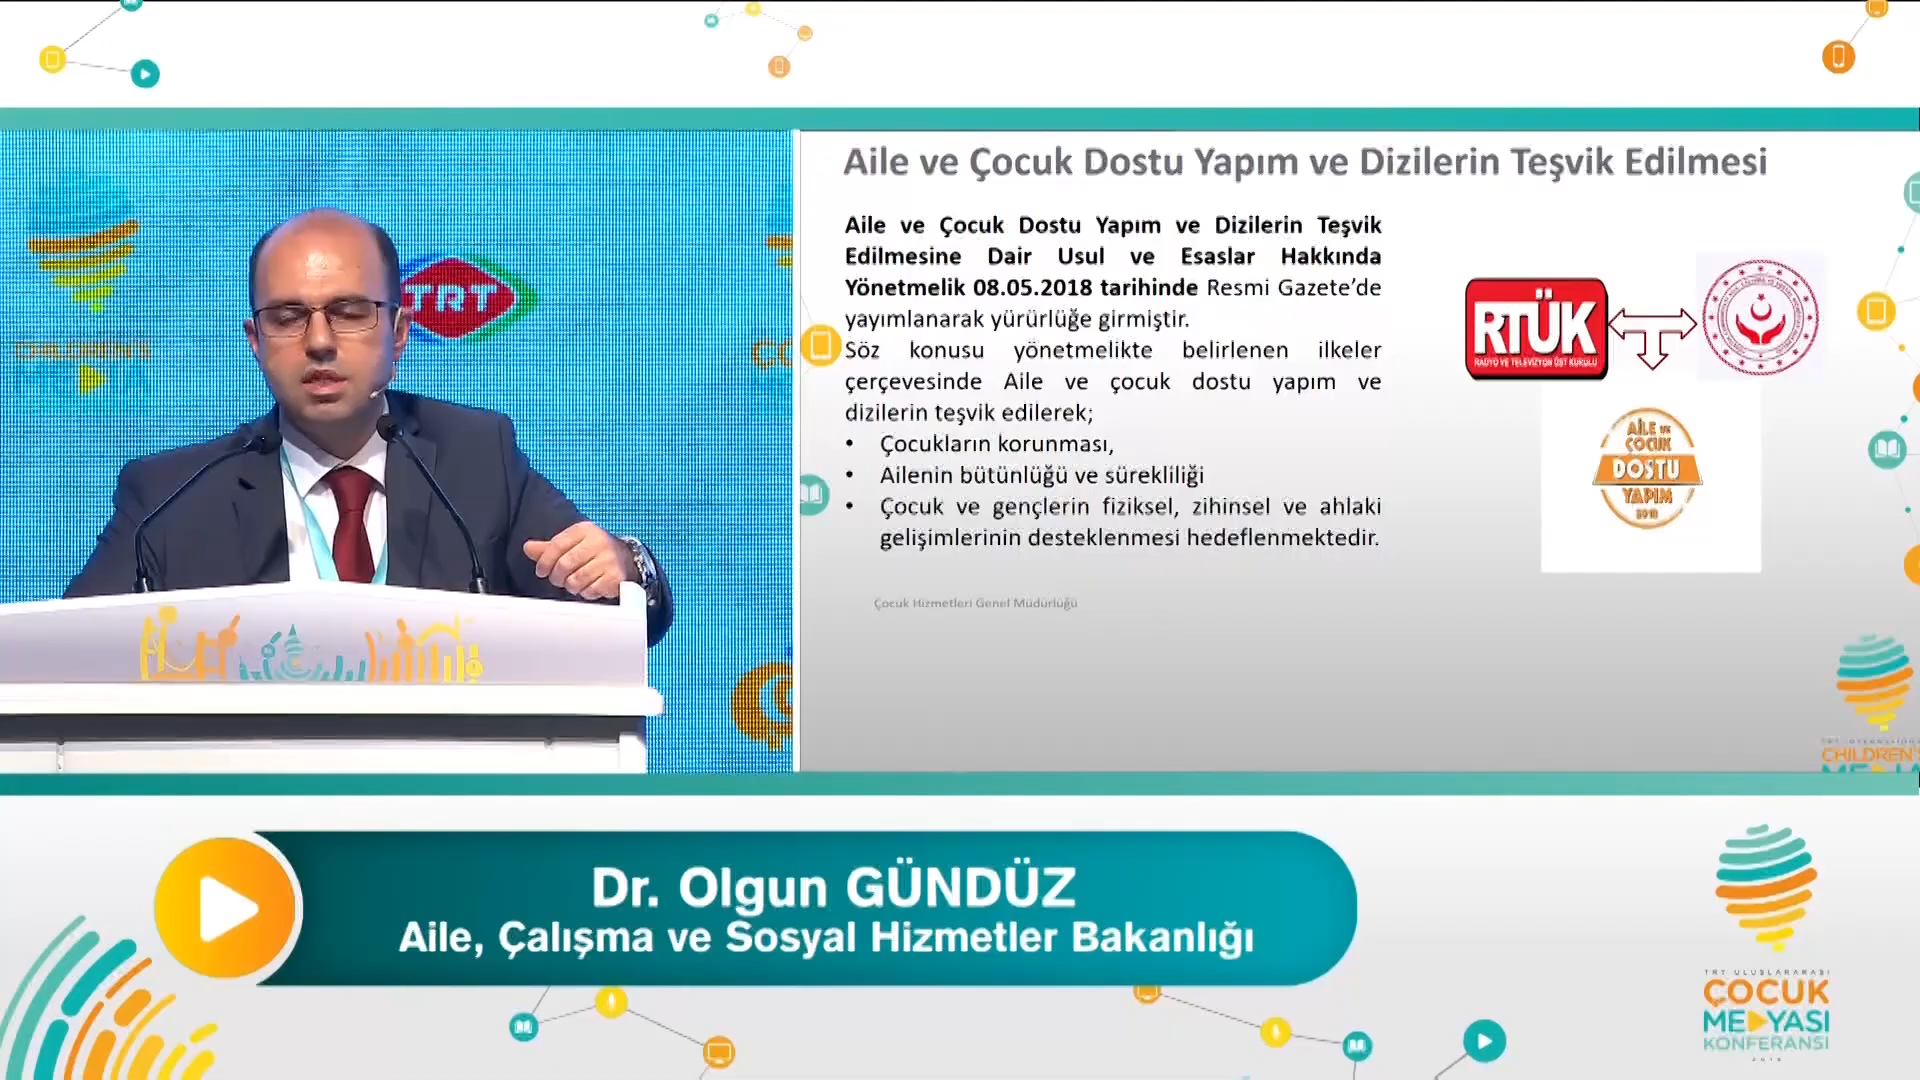 Aile ve Çocuk Dostu Yapım ve Dizilerin Teşvik Edilmesi
Aile ve Çocuk Dostu Yapım ve Dizilerin Teşvik
Edilmesine Dair Usul ve Esaslar Hakkında
Yönetmelik 08.05.2018 tarihinde Resmi Gazete’de
yayımlanarak yürürlüğe girmiştir.
Söz konusu yönetmelikte belirlenen ilkeler
çerçevesinde Aile ve çocuk dostu yapım ve
dizilerin teşvik edilerek;
• Çocukların korunması,
• Ailenin bütünlüğü ve sürekliliği
• Çocuk ve gençlerin fiziksel, zihinsel ve ahlaki
gelişimlerinin desteklenmesi hedeflenmektedir.
Çocuk Hizmetleri Genel Müdürlüğü
RTÜK
RADYO VE TELEVİZYON ÜST KURULU
AİLE VE
ÇOCUK
DOSTU
YAPIM
TRT
CHILDREN'S
CHILDREN'S
Dr. Olgun GÜNDÜZ
Aile, Çalışma ve Sosyal Hizmetler Bakanlığı
TRT ULUSLARARASI
ÇOCUK
MEDYASI
KONFERANSI